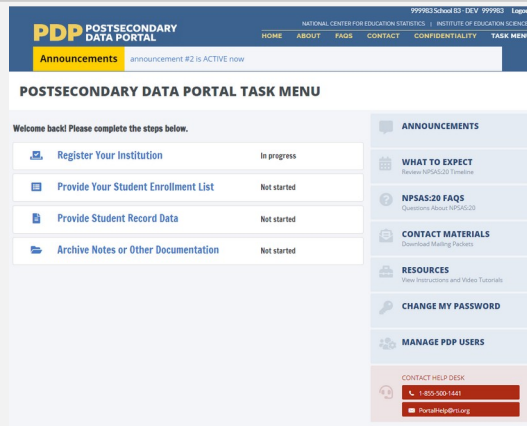 999983 School 83 - DEV 999983 Logou
PDP POSTSECONDARY
DATA PORTAL
NATIONAL CENTER FOR EDUCATION STATISTICS | INSTITUTE OF EDUCATION SCIENCE
HOME ABOUT FAQS CONTACT CONFIDENTIALITY TASK MEN
Announcements announcement #2 is ACTIVE now
POSTSECONDARY DATA PORTAL TASK MENU
Welcome back! Please complete the steps below.
Register Your Institution In progress
Provide Your Student Enrollment List Not started
Provide Student Record Data Not started
Archive Notes or Other Documentation Not started
ANNOUNCEMENTS
WHAT TO EXPECT
Review NPSAS:20 Timeline
NPSAS:20 FAQS
Questions About NPSAS:20
CONTACT MATERIALS
Download Mailing Packets
RESOURCES
View Instructions and Video Tutorials
CHANGE MY PASSWORD
MANAGE PDP USERS
CONTACT HELP DESK
1-855-500-1441
PortalHelp@rti.org